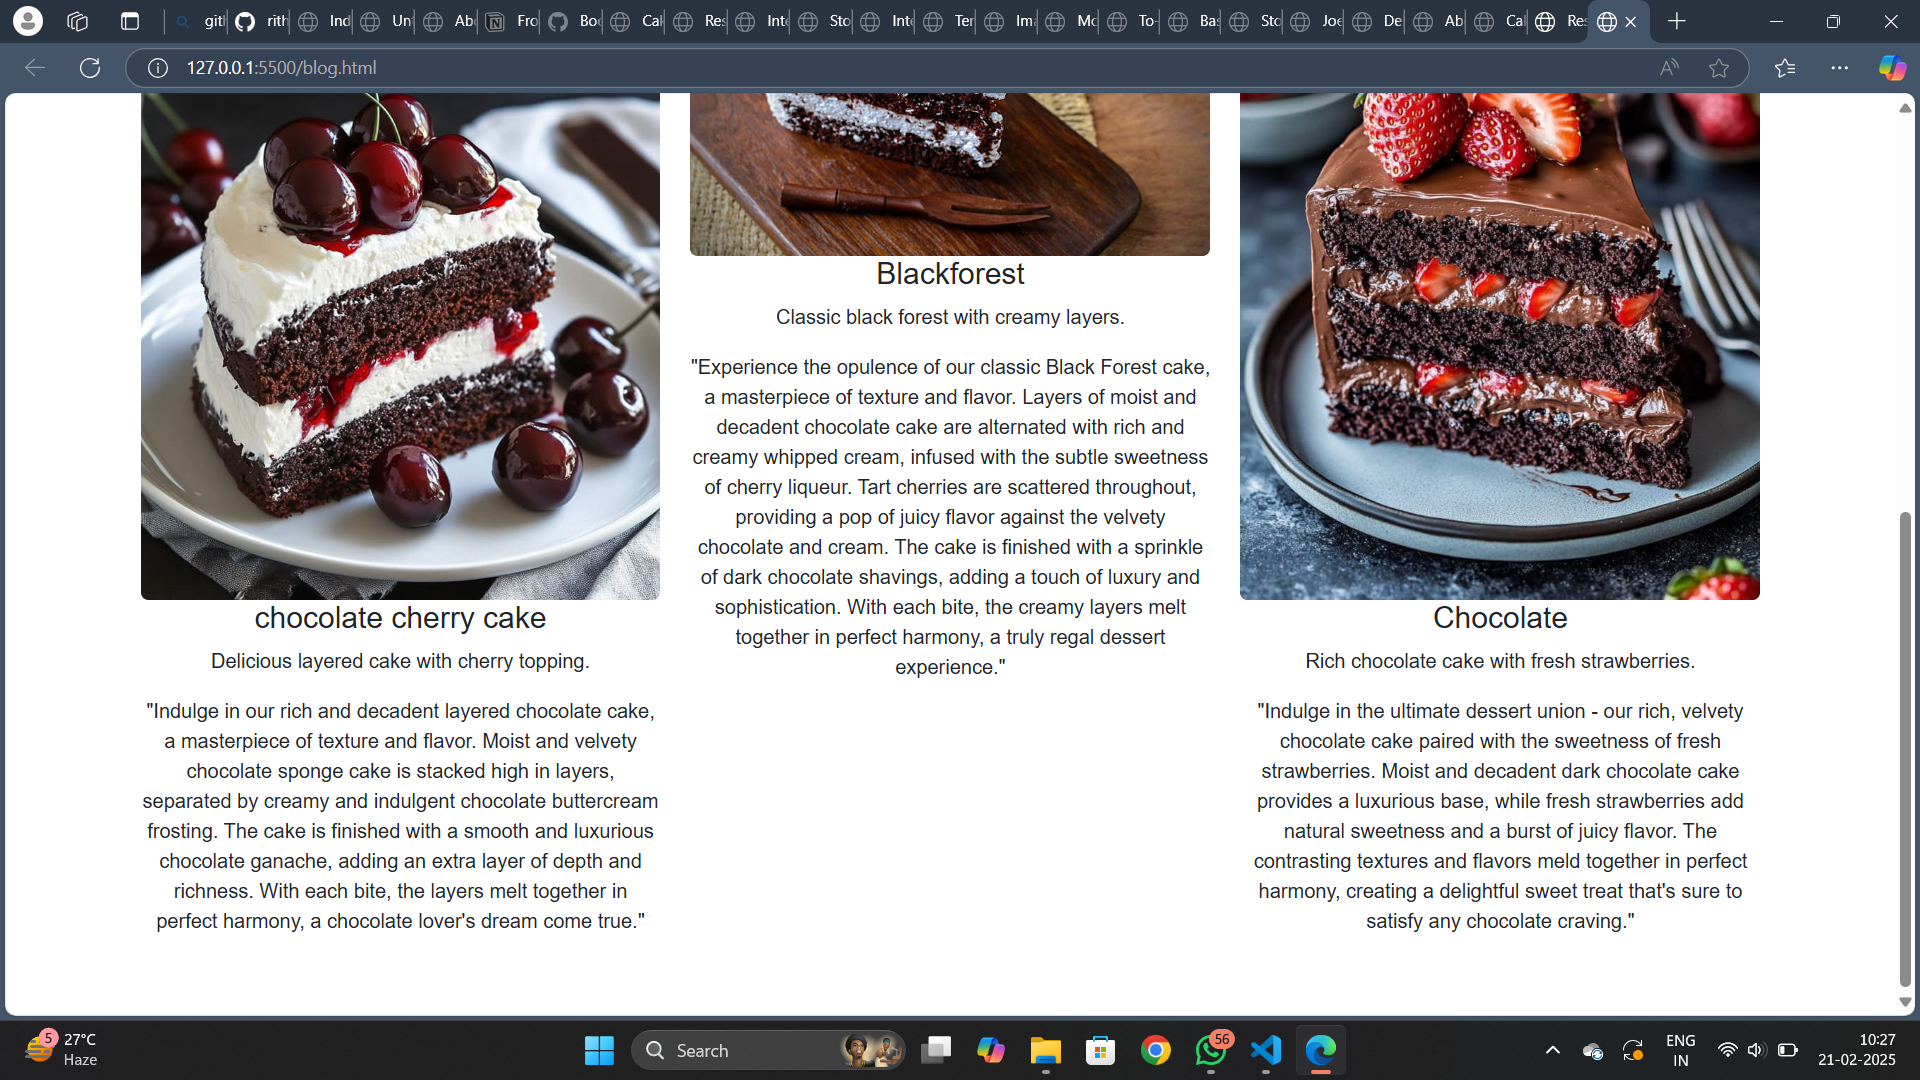 git
rith
Ind
Un
Ab
Fro
Boo
Cak
Res
Inte
Sto
Inte
Ter
Im
Mo
To-
Bas
Sto
Joe
De
Ab
Cal
Res
127.0.0.1:5500/blog.html
chocolate cherry cake
Delicious layered cake with cherry topping.
"Indulge in our rich and decadent layered chocolate cake,
a masterpiece of texture and flavor. Moist and velvety
chocolate sponge cake is stacked high in layers,
separated by creamy and indulgent chocolate buttercream
frosting. The cake is finished with a smooth and luxurious
chocolate ganache, adding an extra layer of depth and
richness. With each bite, the layers melt together in
perfect harmony, a chocolate lover's dream come true."
Blackforest
Classic black forest with creamy layers.
"Experience the opulence of our classic Black Forest cake,
a masterpiece of texture and flavor. Layers of moist and
decadent chocolate cake are alternated with rich and
creamy whipped cream, infused with the subtle sweetness
of cherry liqueur. Tart cherries are scattered throughout,
providing a pop of juicy flavor against the velvety
chocolate and cream. The cake is finished with a sprinkle
of dark chocolate shavings, adding a touch of luxury and
sophistication. With each bite, the creamy layers melt
together in perfect harmony, a truly regal dessert
experience."
Chocolate
Rich chocolate cake with fresh strawberries.
"Indulge in the ultimate dessert union - our rich, velvety
chocolate cake paired with the sweetness of fresh
strawberries. Moist and decadent dark chocolate cake
provides a luxurious base, while fresh strawberries add
natural sweetness and a burst of juicy flavor. The
contrasting textures and flavors meld together in perfect
harmony, creating a delightful sweet treat that's sure to
satisfy any chocolate craving."
5
27°C
Haze
Search
56
ENG
IN
10:27
21-02-2025